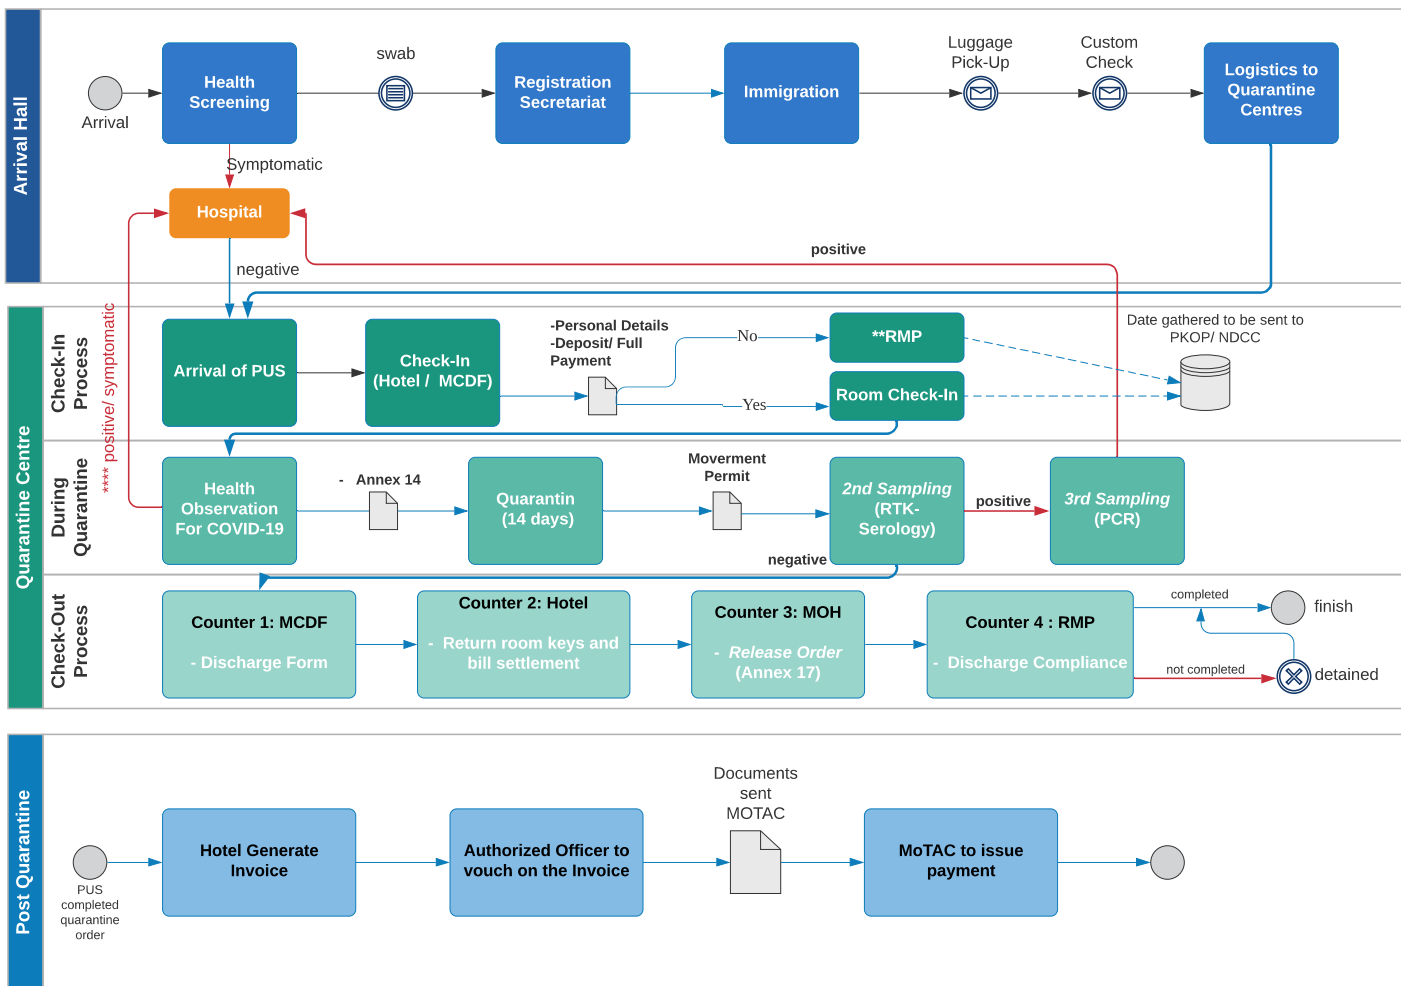 Arrival Hall
Arrival
Health
Screening
swab
Registration
Secretariat
Immigration
Luggage
Pick-Up
Custom
Check
Logistics to
Quarantine
Centres
Symptomatic
Hospital
negative
positive
**** positive/ symptomatic
Quarantine Centre
Check-In
Process
Arrival of PUS
Check-In
(Hotel / MCDF)
-Personal Details
-Deposit/ Full
Payment
No
Yes
**RMP
Room Check-In
Date gathered to be sent to
PKOP/ NDCC
During
Quarantine
Health
Observation
For COVID-19
- Annex 14
Quarantin
(14 days)
Moverment
Permit
2nd Sampling
(RTK-
Serology)
positive
3rd Sampling
(PCR)
negative
Check-Out
Process
Counter 1: MCDF
- Discharge Form
Counter 2: Hotel
- Return room keys and
bill settlement
Counter 3: MOH
- Release Order
(Annex 17)
Counter 4 : RMP
- Discharge Compliance
completed
finish
not completed
detained
Post Quarantine
PUS
completed
quarantine
order
Hotel Generate
Invoice
Authorized Officer to
vouch on the Invoice
Documents
sent
MOTAC
MoTAC to issue
payment